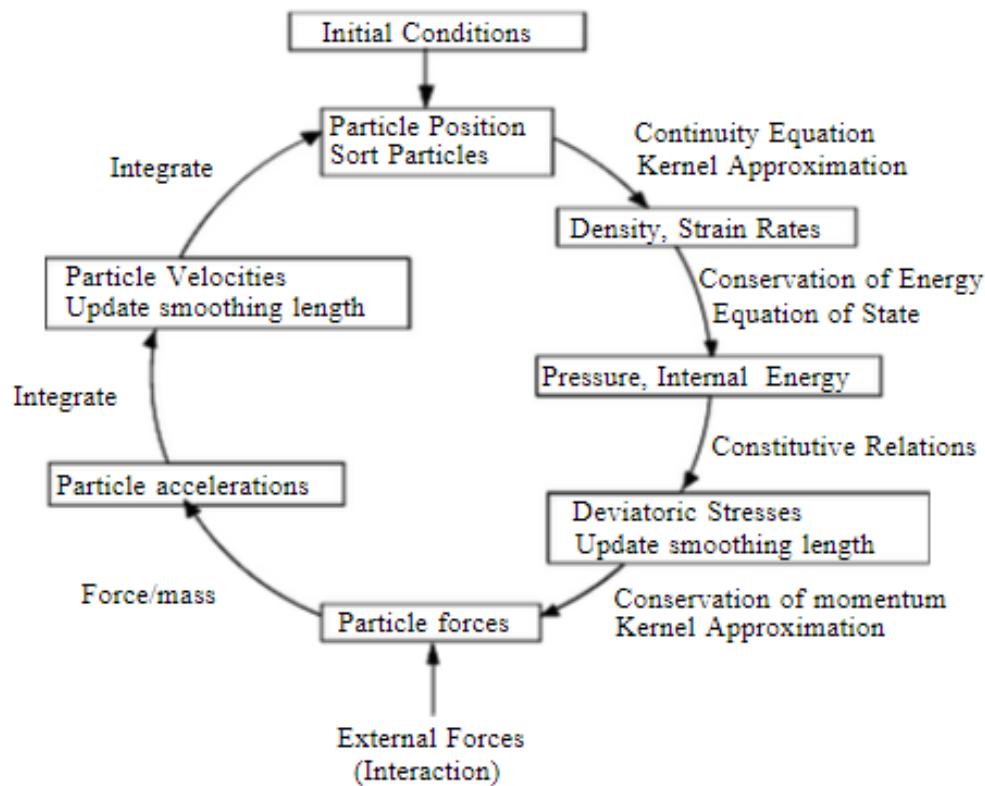 Initial Conditions
Particle Position
Sort Particles
Continuity Equation
Kernel Approximation
Integrate
Density, Strain Rates
Particle Velocities
Update smoothing length
Conservation of Energy
Equation of State
Pressure, Internal Energy
Integrate
Constitutive Relations
Particle accelerations
Deviatoric Stresses
Update smoothing length
Force/mass
Conservation of momentum
Kernel Approximation
Particle forces
External Forces
(Interaction)